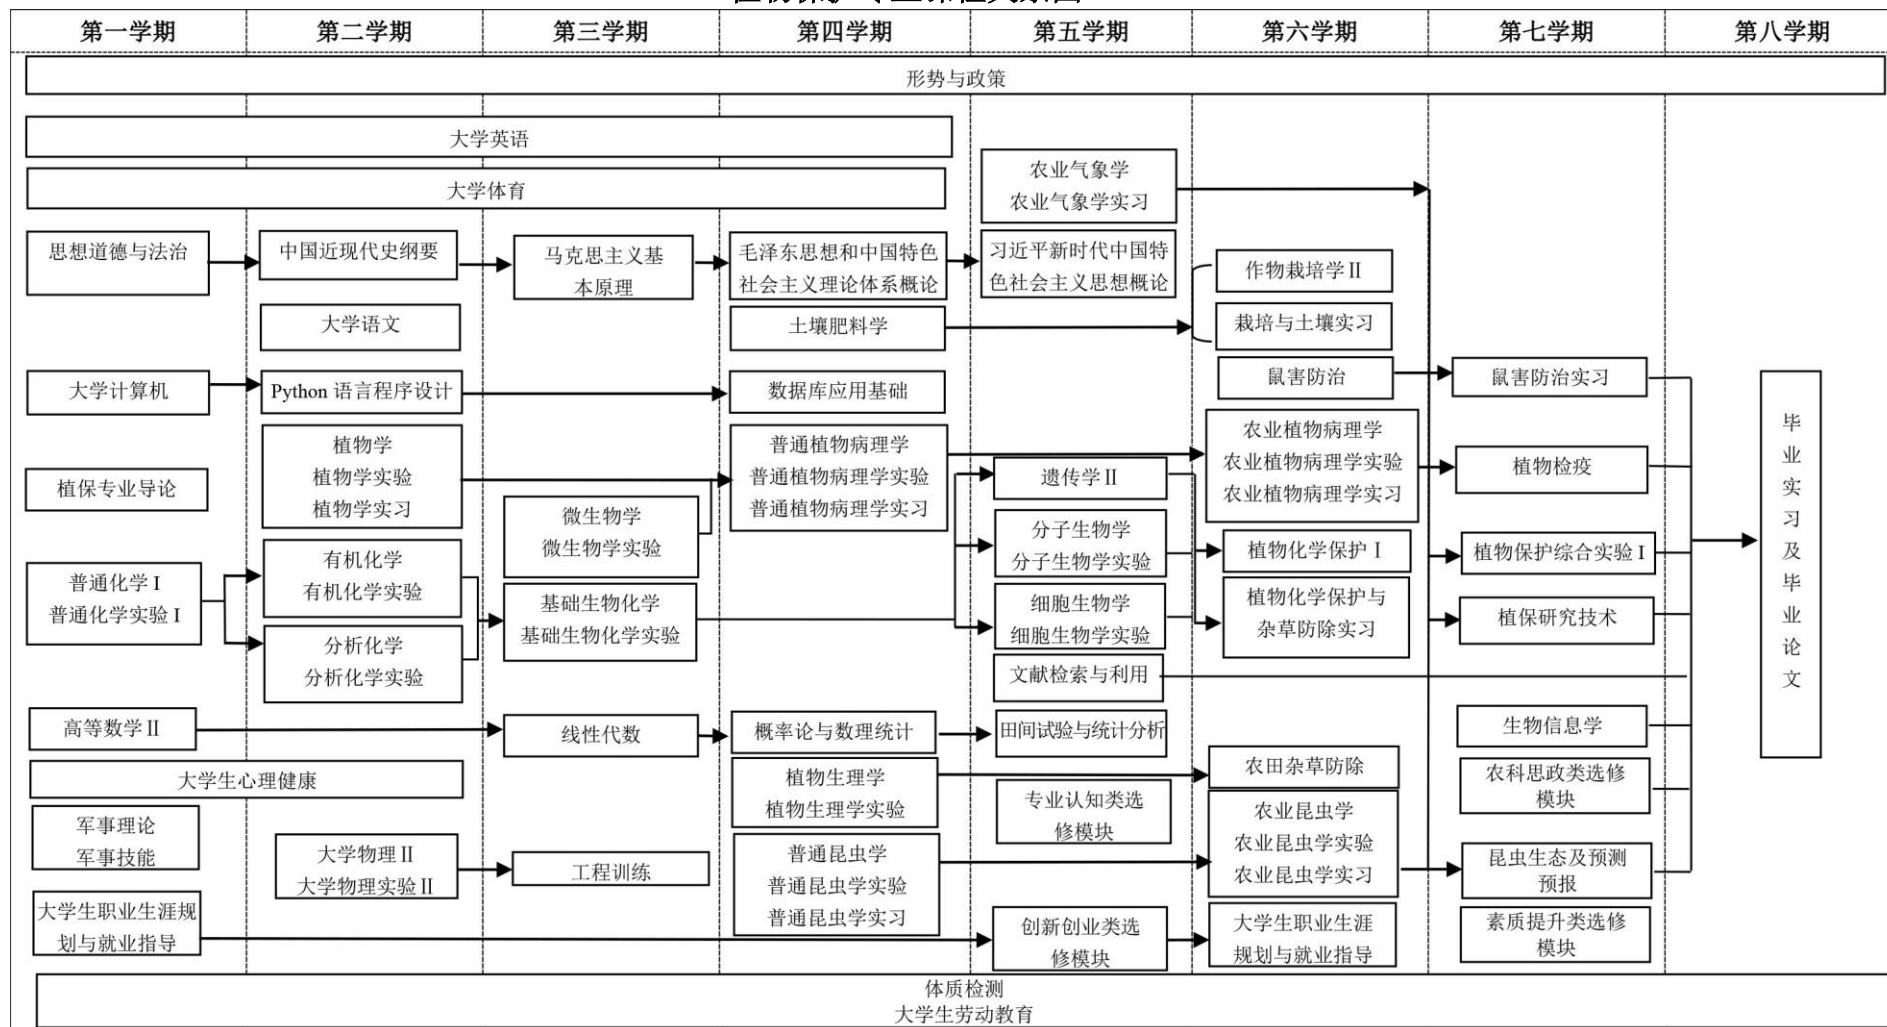 第一学期
第二学期
第三学期
第四学期
第五学期
第六学期
第七学期
第八学期
形势与政策
大学英语
大学体育
农业气象学
农业气象学实习
思想道德与法治
中国近现代史纲要
马克思主义基
本原理
毛泽东思想和中国特色
社会主义理论体系概论
习近平新时代中国特
色社会主义思想概论
作物栽培学Ⅱ
大学语文
土壤肥料学
栽培与土壤实习
大学计算机
Python 语言程序设计
数据库应用基础
鼠害防治
鼠害防治实习
植保专业导论
植物学
植物学实验
植物学实习
微生物学
微生物学实验
普通植物病理学
普通植物病理学实验
普通植物病理学实习
遗传学Ⅱ
农业植物病理学
农业植物病理学实验
农业植物病理学实习
植物检疫
普通化学 I
普通化学实验 I
有机化学
有机化学实验
分析化学
分析化学实验
基础生物化学
基础生物化学实验
分子生物学
分子生物学实验
细胞生物学
细胞生物学实验
植物化学保护 I
植物化学保护与
杂草防除实习
植物保护综合实验 I
植保研究技术
文献检索与利用
高等数学Ⅱ
线性代数
概率论与数理统计
田间试验与统计分析
生物信息学
大学生心理健康
植物生理学
植物生理学实验
专业认知类选
修模块
农田杂草防除
农科思政类选修
模块
军事理论
军事技能
大学物理Ⅱ
大学物理实验Ⅱ
工程训练
普通昆虫学
普通昆虫学实验
普通昆虫学实习
农业昆虫学
农业昆虫学实验
农业昆虫学实习
昆虫生态及预测
预报
大学生职业生涯规
划与就业指导
创新创业类选
修模块
大学生职业生涯
规划与就业指导
素质提升类选修
模块
毕业实习及毕业论文
体质检测
大学生劳动教育